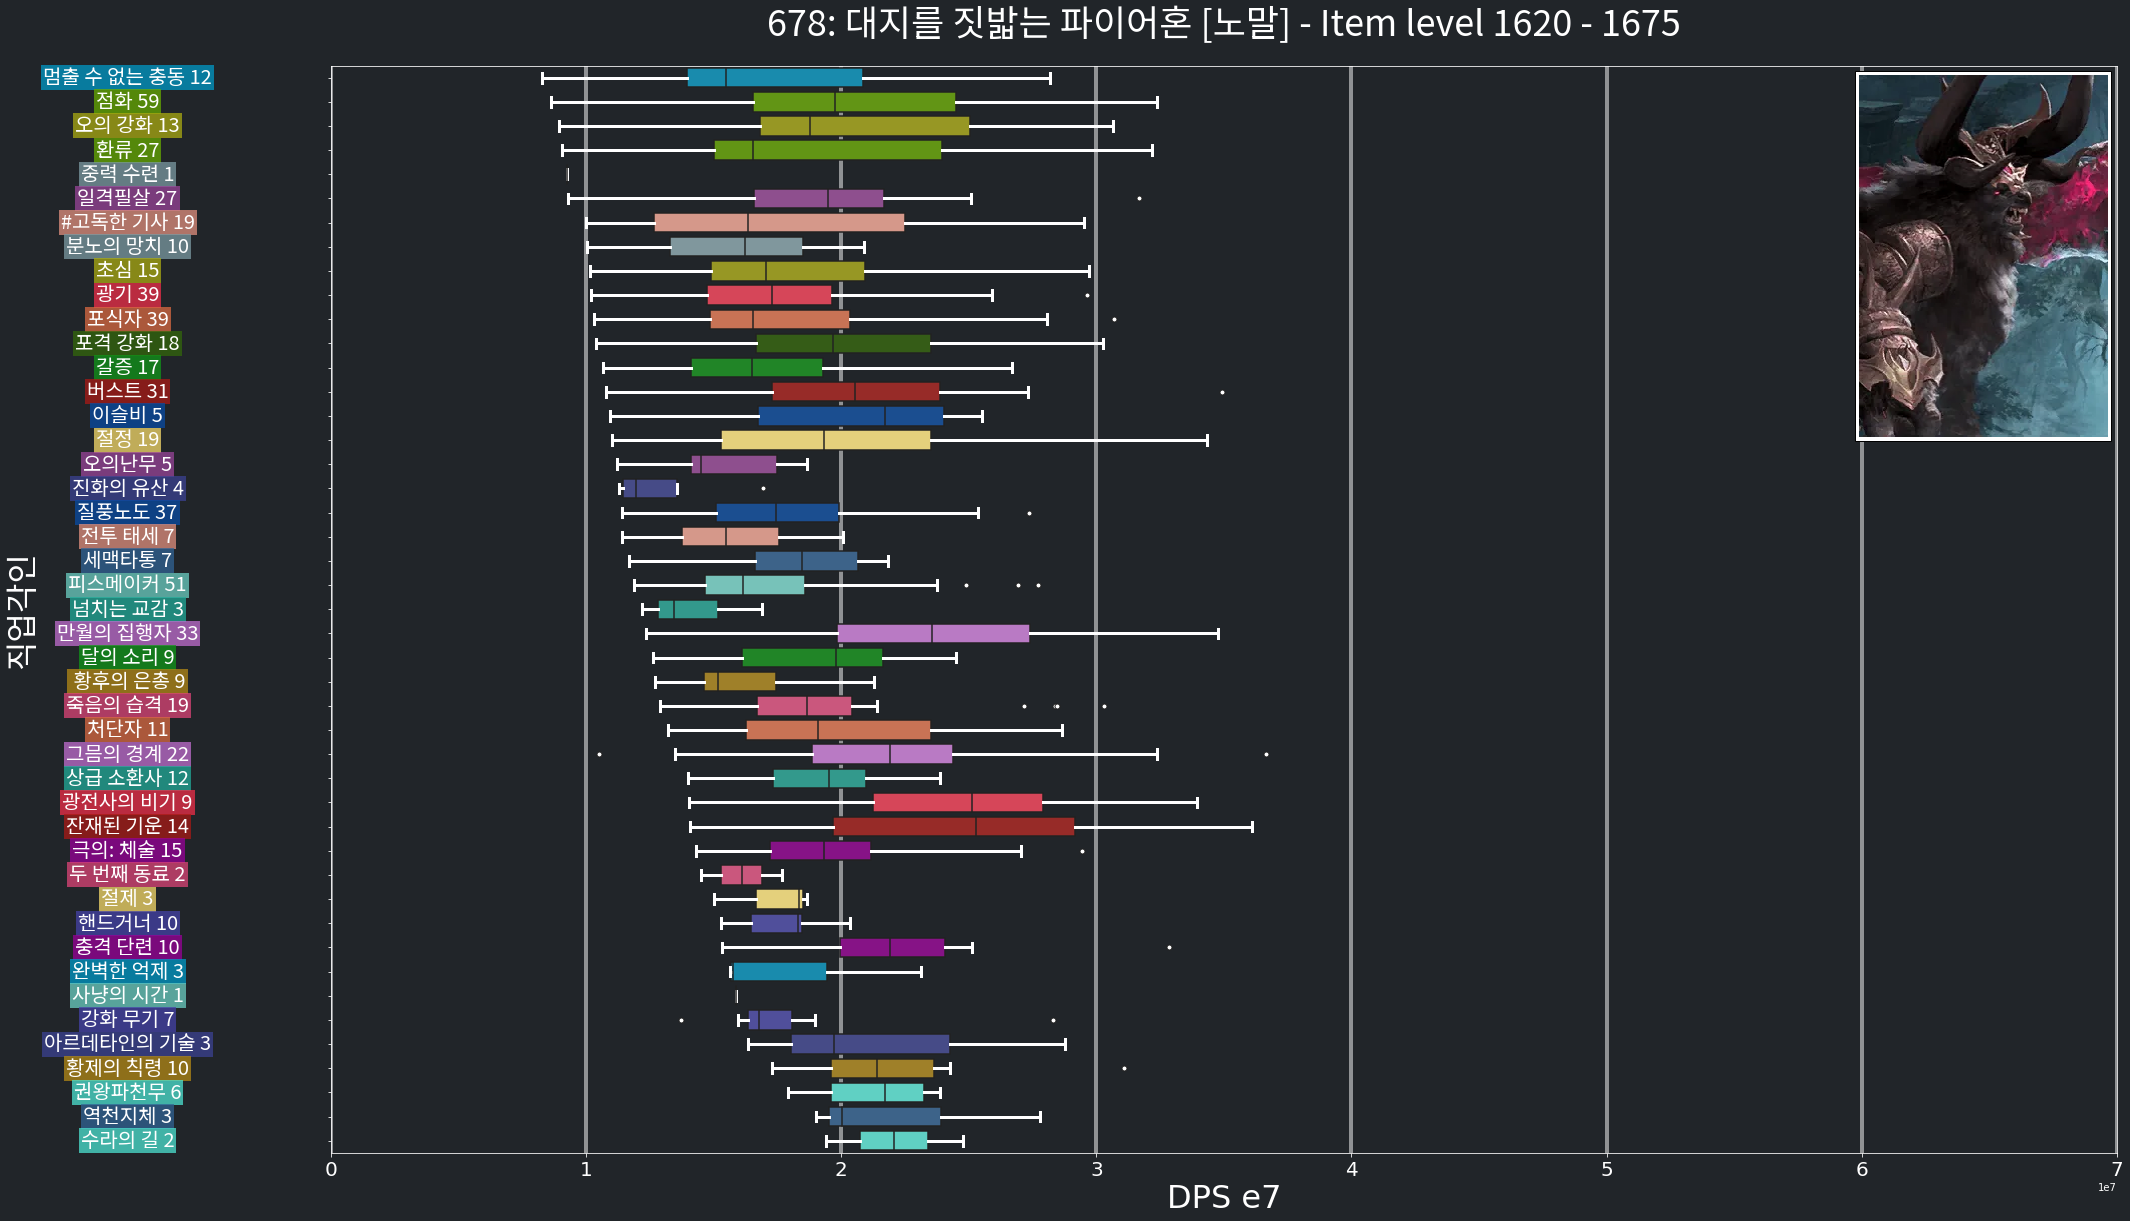 678: 대지를 짓밟는 파이어혼 [노말] - Item level 1620 - 1675
직업각인
멈출 수 없는 충동 12
점화 59
오의 강화 13
환류 27
중력 수련 1
일격필살 27
#고독한 기사 19
분노의 망치 10
초심 15
광기 39
포식자 39
포격 강화 18
갈증 17
버스트 31
이슬비 5
절정 19
오의난무 5
진화의 유산 4
질풍노도 37
전투 태세 7
세맥타통 7
피스메이커 51
넘치는 교감 3
만월의 집행자 33
달의 소리 9
황후의 은총 9
죽음의 습격 19
처단자 11
그믐의 경계 22
상급 소환사 12
광전사의 비기 9
잔재된 기운 14
극의: 체술 15
두 번째 동료 2
절제 3
핸드거너 10
충격 단련 10
완벽한 억제 3
사냥의 시간 1
강화 무기 7
아르데타인의 기술 3
황제의 칙령 10
권왕파천무 6
역천지체 3
수라의 길 2
0 1 2 3 4 5 6 7
1e7
DPS e7